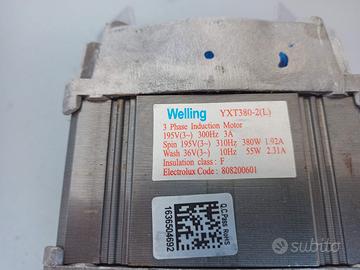 Welling YXT380-2(L)
3 Phase Induction Motor
195V(3~) 300Hz 3A
Spin 195V(3~) 310Hz 380W 1.92A
Wash 36V(3~) 10Hz 55W 2.31A
Insulation class: F
Electrolux Code: 808200601
Q.C.Pass RoHS
1636504692
subito